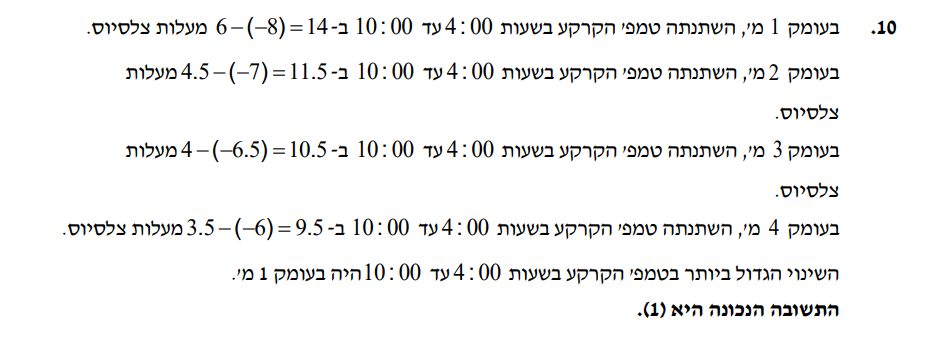 10. בעומק 1 מ', השתנתה טמפ' הקרקע בשעות 4:00 עד 10:00 ב- 6−(−8)=14 מעלות צלסיוס.
בעומק 2 מ', השתנתה טמפ' הקרקע בשעות 4:00 עד 10:00 ב- 4.5−(−7)=11.5 מעלות
צלסיוס.
בעומק 3 מ', השתנתה טמפ' הקרקע בשעות 4:00 עד 10:00 ב- 4−(−6.5)=10.5 מעלות
צלסיוס.
בעומק 4 מ', השתנתה טמפ' הקרקע בשעות 4:00 עד 10:00 ב- 3.5−(−6)=9.5 מעלות צלסיוס.
השינוי הגדול ביותר בטמפ' הקרקע בשעות 4:00 עד 10:00 היה בעומק 1 מ'.
התשובה הנכונה היא (1).